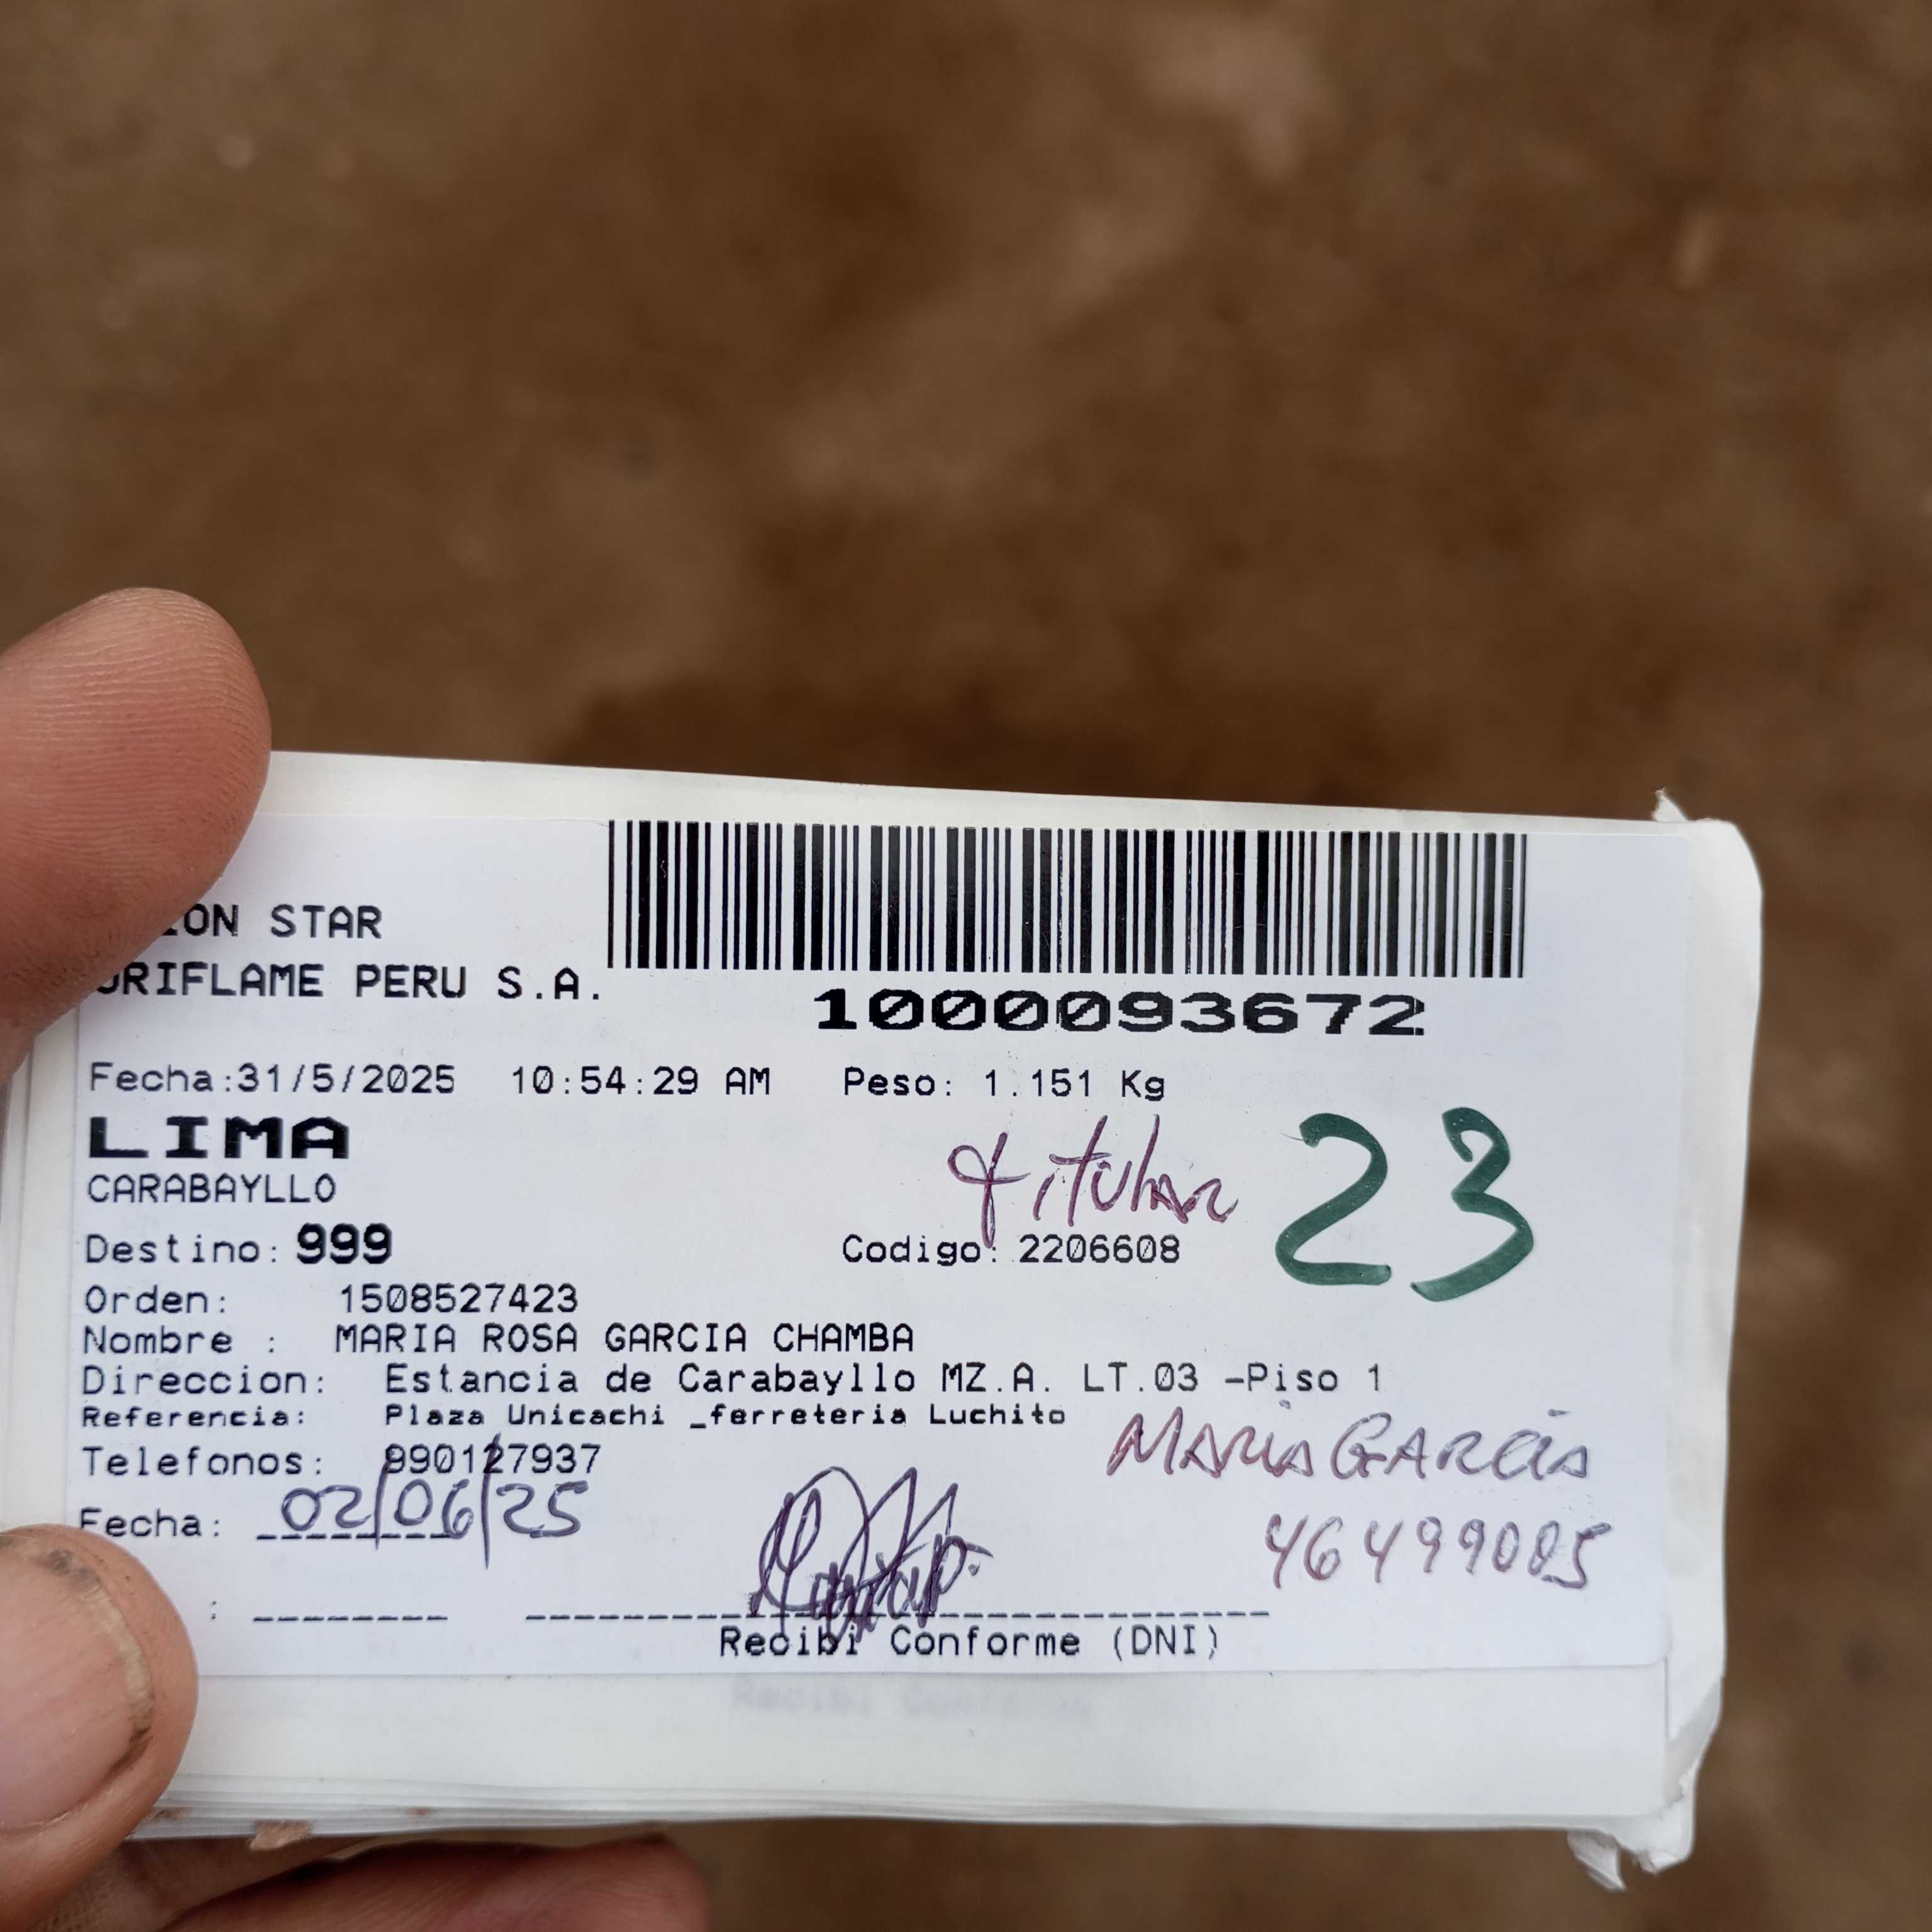 STAR
ORIFLAME PERU S.A.
1000093672
Fecha:31/5/2025 10:54:29 AM Peso: 1.151 Kg
LIMA
CARABAYLLO
titular 23
Destino: 999 Codigo: 2206608
Orden: 1508527423
Nombre : MARIA ROSA GARCIA CHAMBA
Direccion: Estancia de Carabayllo MZ.A. LT.03 -Piso 1
Referencia: Plaza Unicachi _ferreteria Luchito
Telefonos: 990127937
Maria García
Fecha: 02/06/25
46499085
: --------
Recibi Conforme (DNI)